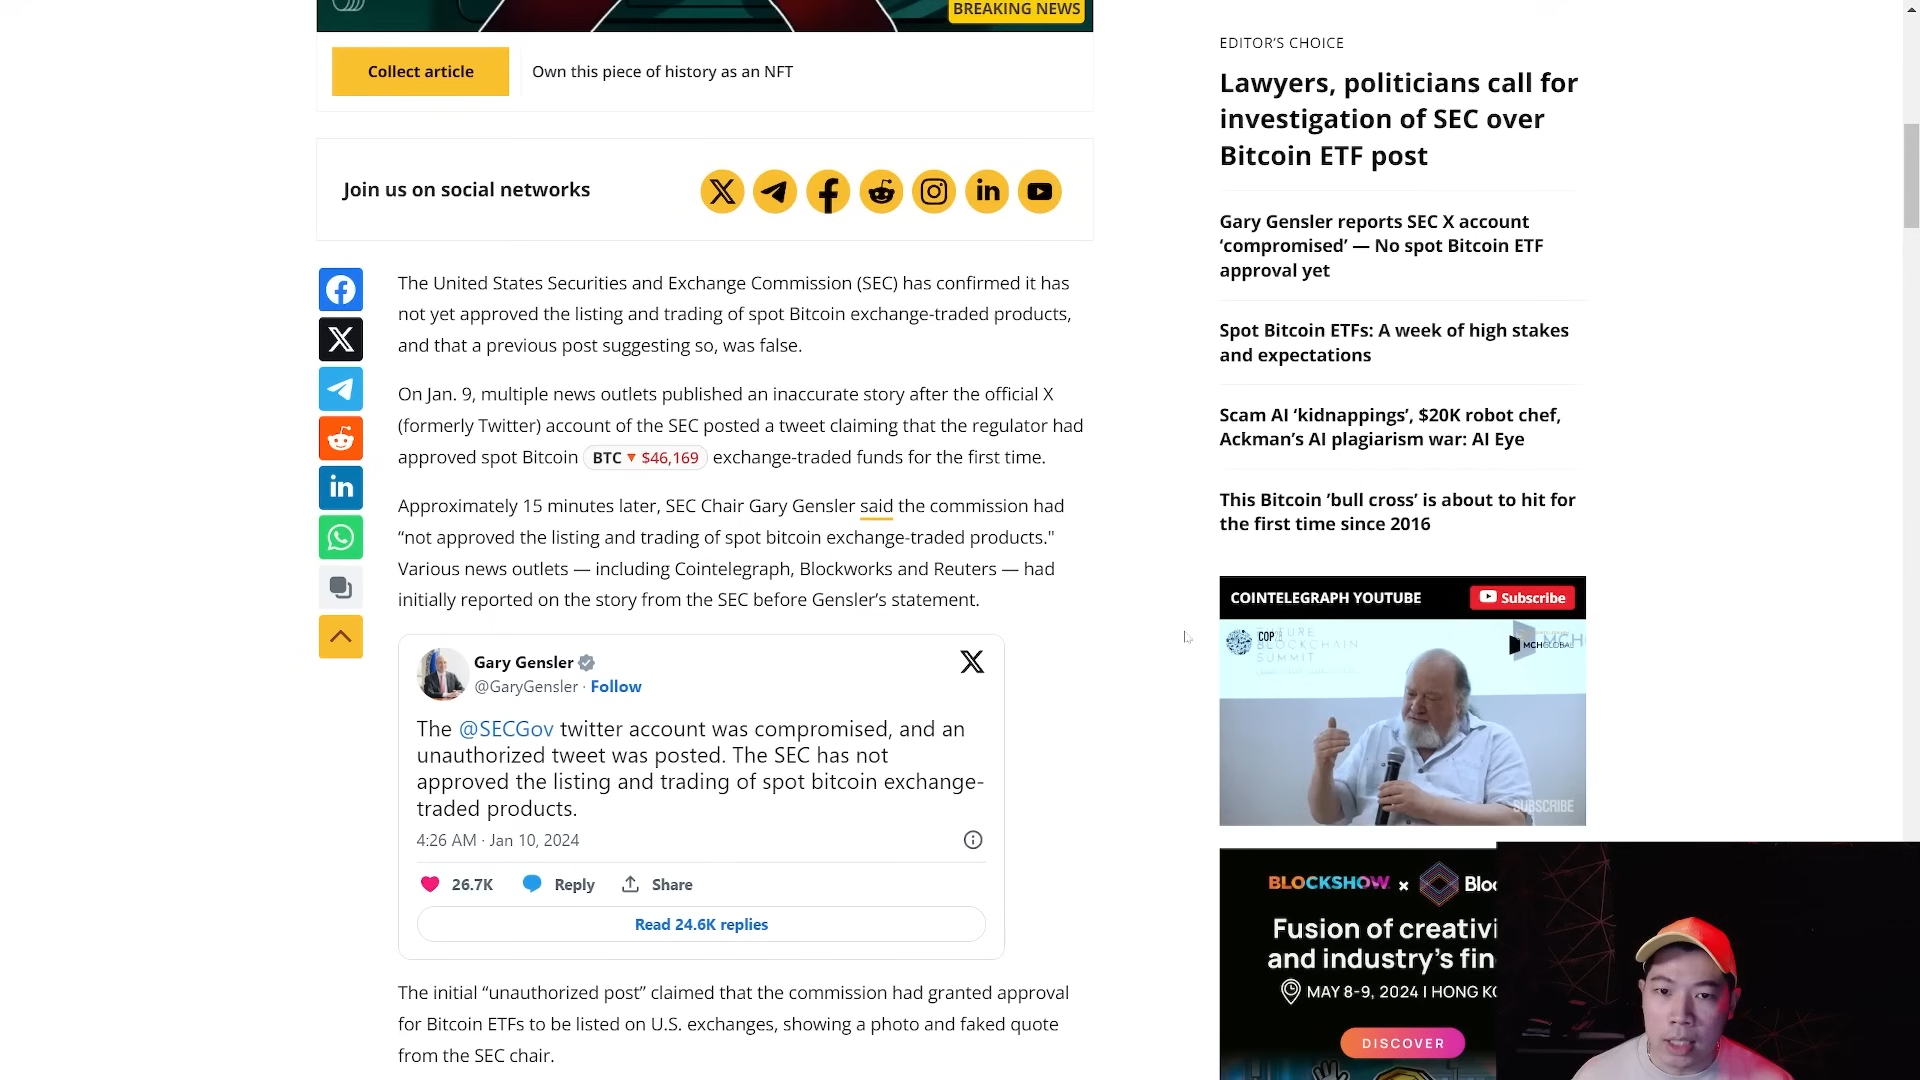 BREAKING NEWS
Collect article
Own this piece of history as an NFT
Join us on social networks
The United States Securities and Exchange Commission (SEC) has confirmed it has
not yet approved the listing and trading of spot Bitcoin exchange-traded products,
and that a previous post suggesting so, was false.
On Jan. 9, multiple news outlets published an inaccurate story after the official X
(formerly Twitter) account of the SEC posted a tweet claiming that the regulator had
approved spot Bitcoin BTC ▼ $46,169 exchange-traded funds for the first time.
Approximately 15 minutes later, SEC Chair Gary Gensler said the commission had
“not approved the listing and trading of spot bitcoin exchange-traded products."
Various news outlets — including Cointelegraph, Blockworks and Reuters — had
initially reported on the story from the SEC before Gensler’s statement.
Gary Gensler
@GaryGensler · Follow
The @SECGov twitter account was compromised, and an
unauthorized tweet was posted. The SEC has not
approved the listing and trading of spot bitcoin exchange-
traded products.
4:26 AM · Jan 10, 2024
26.7K Reply Share
Read 24.6K replies
The initial “unauthorized post” claimed that the commission had granted approval
for Bitcoin ETFs to be listed on U.S. exchanges, showing a photo and faked quote
from the SEC chair.
EDITOR’S CHOICE
Lawyers, politicians call for
investigation of SEC over
Bitcoin ETF post
Gary Gensler reports SEC X account
‘compromised’ — No spot Bitcoin ETF
approval yet
Spot Bitcoin ETFs: A week of high stakes
and expectations
Scam AI ‘kidnappings’, $20K robot chef,
Ackman’s AI plagiarism war: AI Eye
This Bitcoin ’bull cross’ is about to hit for
the first time since 2016
COINTELEGRAPH YOUTUBE
Subscribe
FUTURE
BLOCKCHAIN
SUMMIT
MCHGLOBAL
SUBSCRIBE
BLOCKSHOW x Bloc
Fusion of creativi
and industry’s fin
MAY 8-9, 2024 | HONG KO
DISCOVER